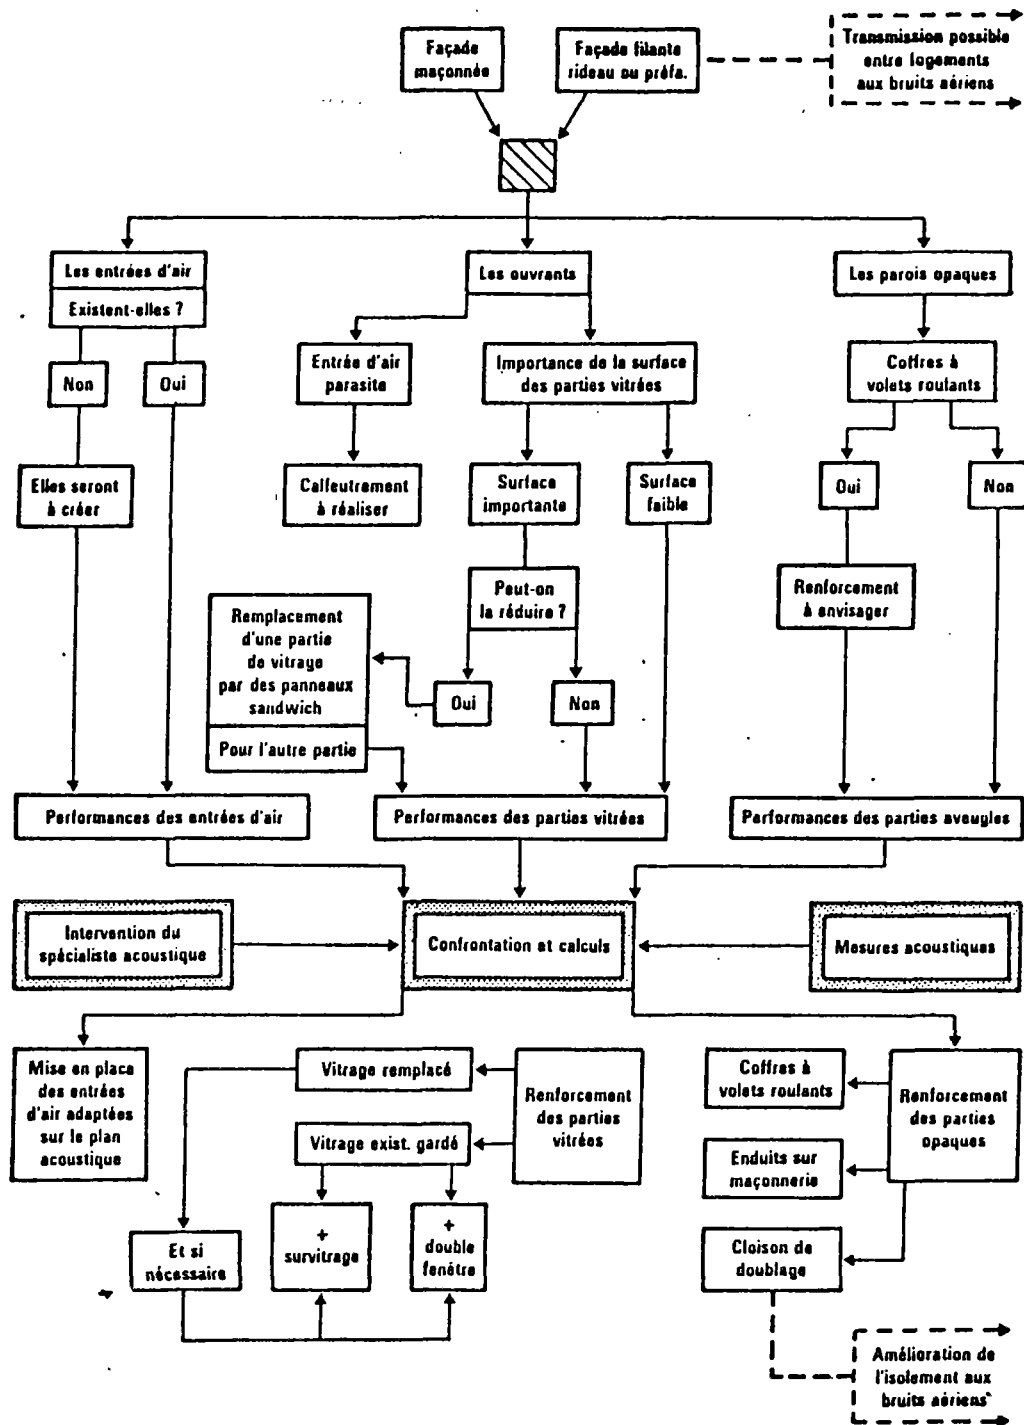 Façade
maçonnée
Façade filante
rideau ou préfa.
Transmission possible
entre logements
aux bruits aériens
Les entrées d'air
Existent-elles ?
Les ouvrants
Les parois opaques
Non
Oui
Entrée d'air
parasite
Importance de la surface
des parties vitrées
Coffres à
volets roulants
Elles seront
à créer
Calfeutrement
à réaliser
Surface
importante
Surface
faible
Oui
Non
Peut-on
la réduire ?
Renforcement
à envisager
Remplacement
d'une partie
de vitrage
par des panneaux
sandwich
Pour l'autre partie
Oui
Non
Performances des entrées d'air
Performances des parties vitrées
Performances des parties aveugles
Intervention du
spécialiste acoustique
Confrontation et calculs
Mesures acoustiques
Mise en place
des entrées
d'air adaptées
sur le plan
acoustique
Vitrage remplacé
Vitrage exist. gardé
Renforcement
des parties
vitrées
Coffres à
volets roulants
Enduits sur
maçonnerie
Cloison de
doublage
Renforcement
des parties
opaques
Et si
nécessaire
+
survitrage
+
double
fenêtre
Amélioration de
l'isolement aux
bruits aériens